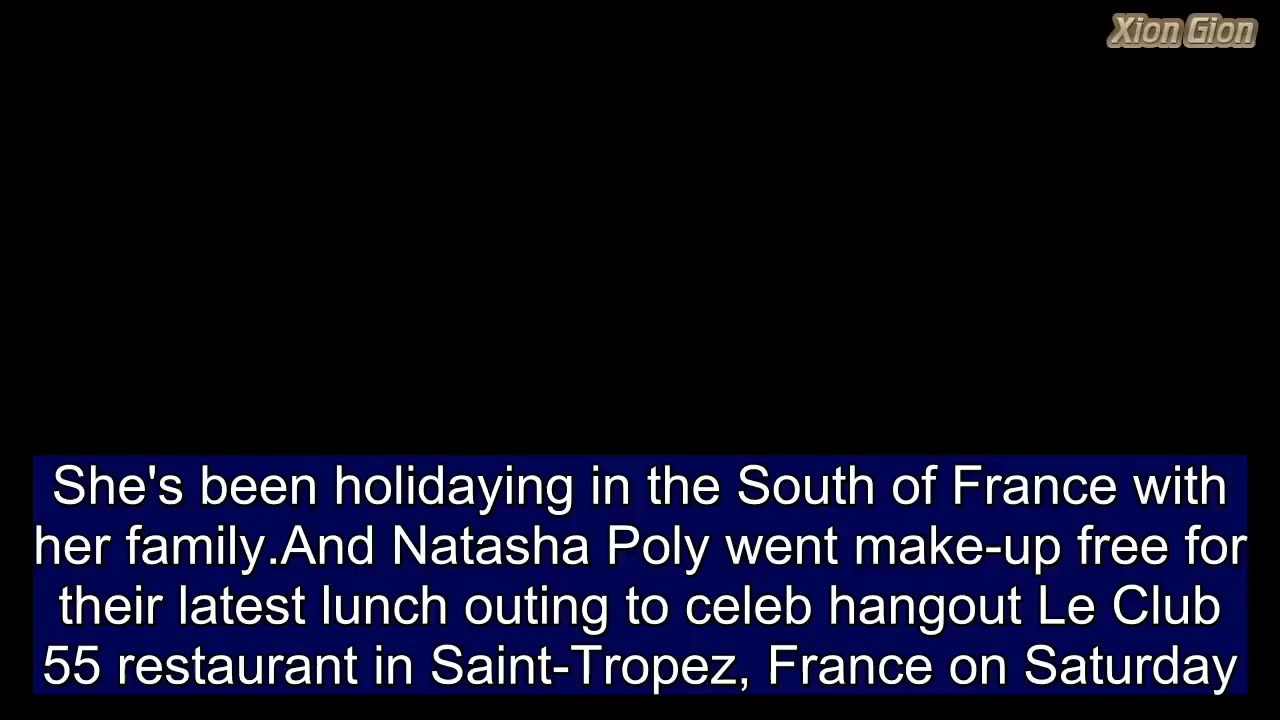 Xion Gion
She's been holidaying in the South of France with
her family.And Natasha Poly went make-up free for
their latest lunch outing to celeb hangout Le Club
55 restaurant in Saint-Tropez, France on Saturday